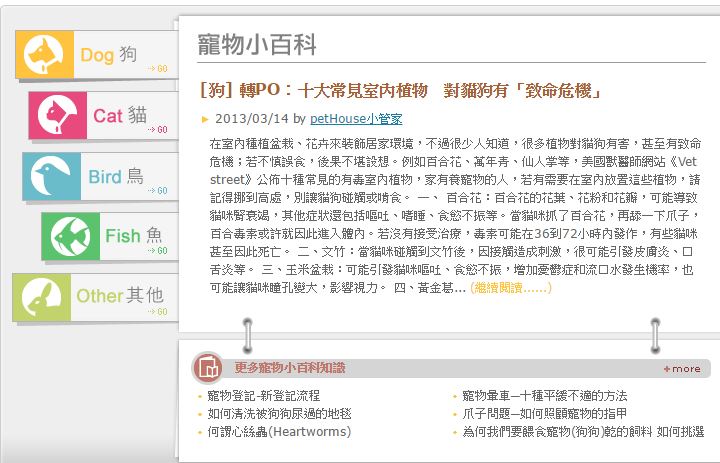 Dog 狗
GO
Cat 貓
GO
Bird 鳥
GO
Fish 魚
GO
Other 其他
GO
寵物小百科
[狗] 轉PO：十大常見室內植物　對貓狗有「致命危機」
2013/03/14 by petHouse小管家
在室內種植盆栽、花卉來裝飾居家環境，不過很少人知道，很多植物對貓狗有害，甚至有致命
危機；若不慎誤食，後果不堪設想。例如百合花、萬年青、仙人掌等，美國獸醫師網站《Vet
street》公佈十種常見的有毒室內植物，家有養寵物的人，若有需要在室內放置這些植物，請
記得挪到高處，別讓貓狗碰觸或啃食。 一、 百合花：百合花的花葉、花粉和花瓣，可能導致
貓咪腎衰竭，其他症狀還包括嘔吐、嗜睡、食慾不振等。當貓咪抓了百合花，再舔一下爪子，
百合毒素或許就因此進入體內。若沒有接受治療，毒素可能在36到72小時內發作，有些貓咪
甚至因此死亡。 二、文竹：當貓咪碰觸到文竹後，因接觸造成刺激，很可能引發皮膚炎、口
舌炎等。 三、玉米盆栽：可能引發貓咪嘔吐、食慾不振，增加憂鬱症和流口水發生機率，也
可能讓貓咪瞳孔變大，影響視力。 四、黃金葛... (繼續閱讀......)
更多寵物小百科知識
+more
寵物登記-新登記流程
寵物暈車─十種平緩不適的方法
如何清洗被狗狗尿過的地毯
爪子問題─如何照顧寵物的指甲
何謂心絲蟲(Heartworms)
為何我們要餵食寵物(狗狗)乾的飼料 如何挑選